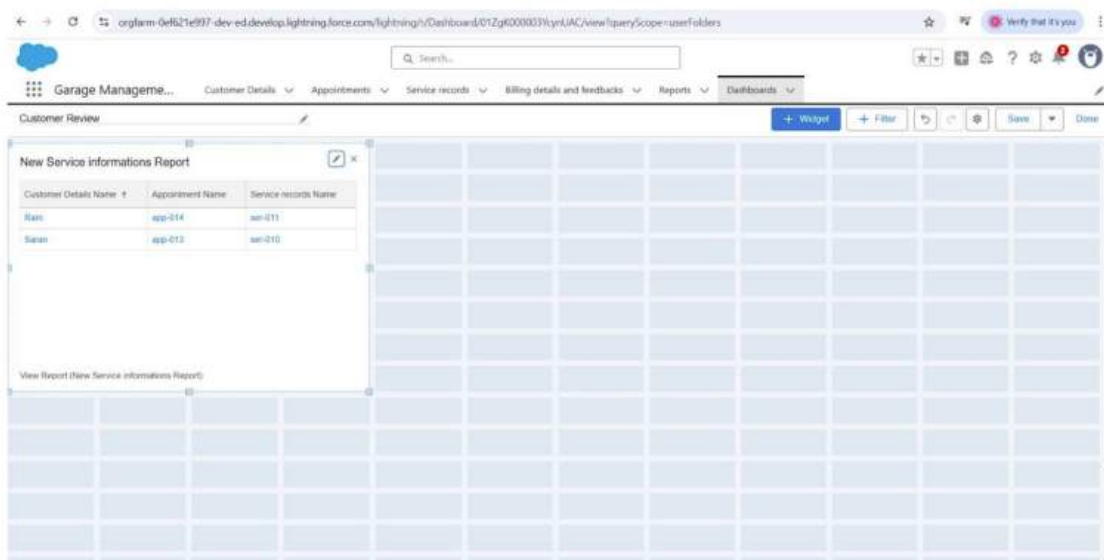 orgfarm-0ef621e997-dev-ed.develop.lightning.force.com/lightning/r/Dashboard/01ZgK000003YcynUAC/view?queryScope=userFolders
Verify that it's you
Search...
Garage Manageme...
Customer Details
Appointments
Service records
Billing details and feedbacks
Reports
Dashboards
Customer Review
+ Widget
+ Filter
Save
Done
New Service informations Report
Customer Details Name ↑
Appointment Name
Service records Name
Ram
app-014
ser-011
Saran
app-013
ser-010
View Report (New Service informations Report)